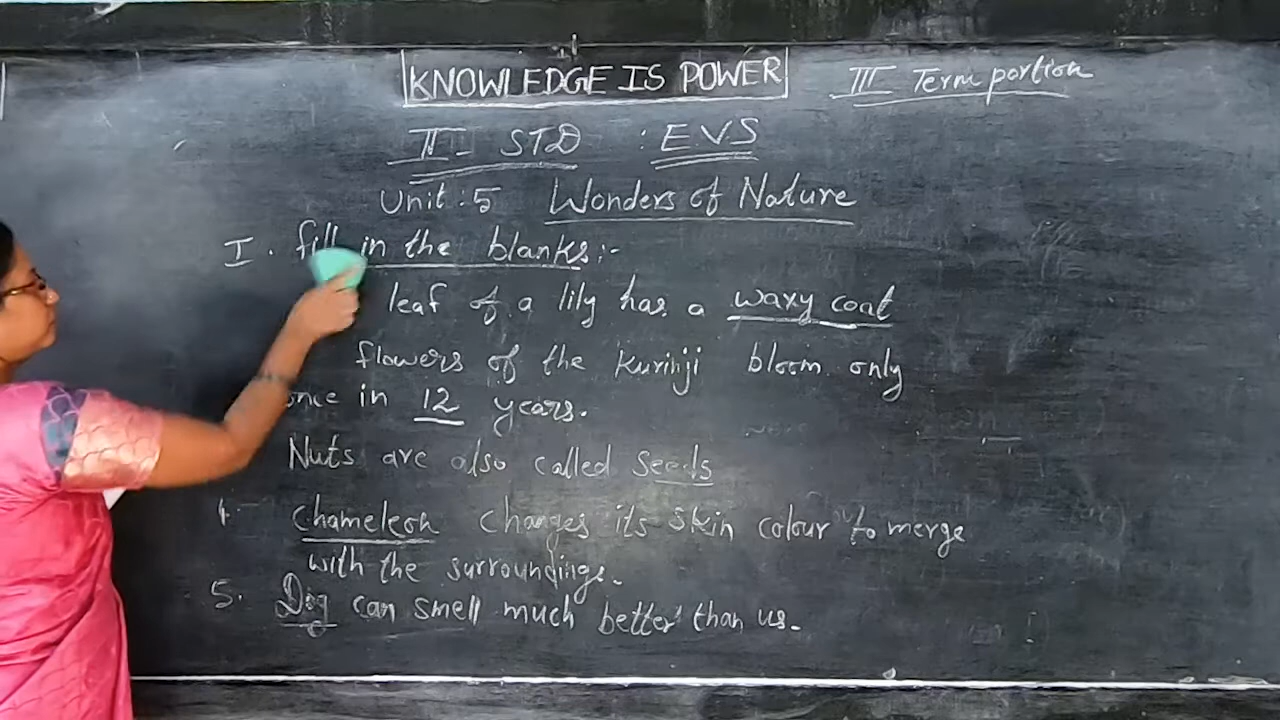 KNOWLEDGE IS POWER
III Term portion
II - STD : EVS
Unit : 5 Wonders of Nature
I. fill in the blanks :-
leaf of a lily has a waxy coat
flowers of the kurinji bloom only
once in 12 years.
Nuts are also called seeds
4. Chameleon changes its skin colour to merge
with the surroundings.
5. Dog can smell much better than us.